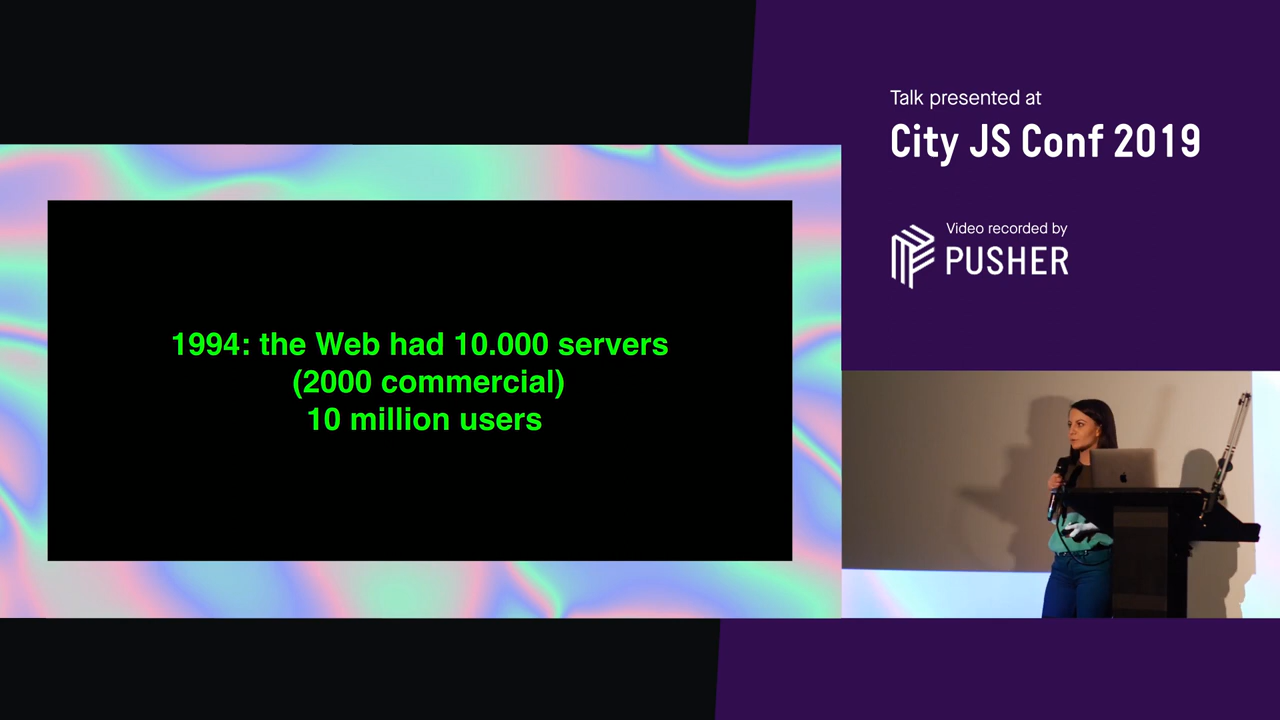 Talk presented at
City JS Conf 2019
Video recorded by
PUSHER
1994: the Web had 10.000 servers
(2000 commercial)
10 million users